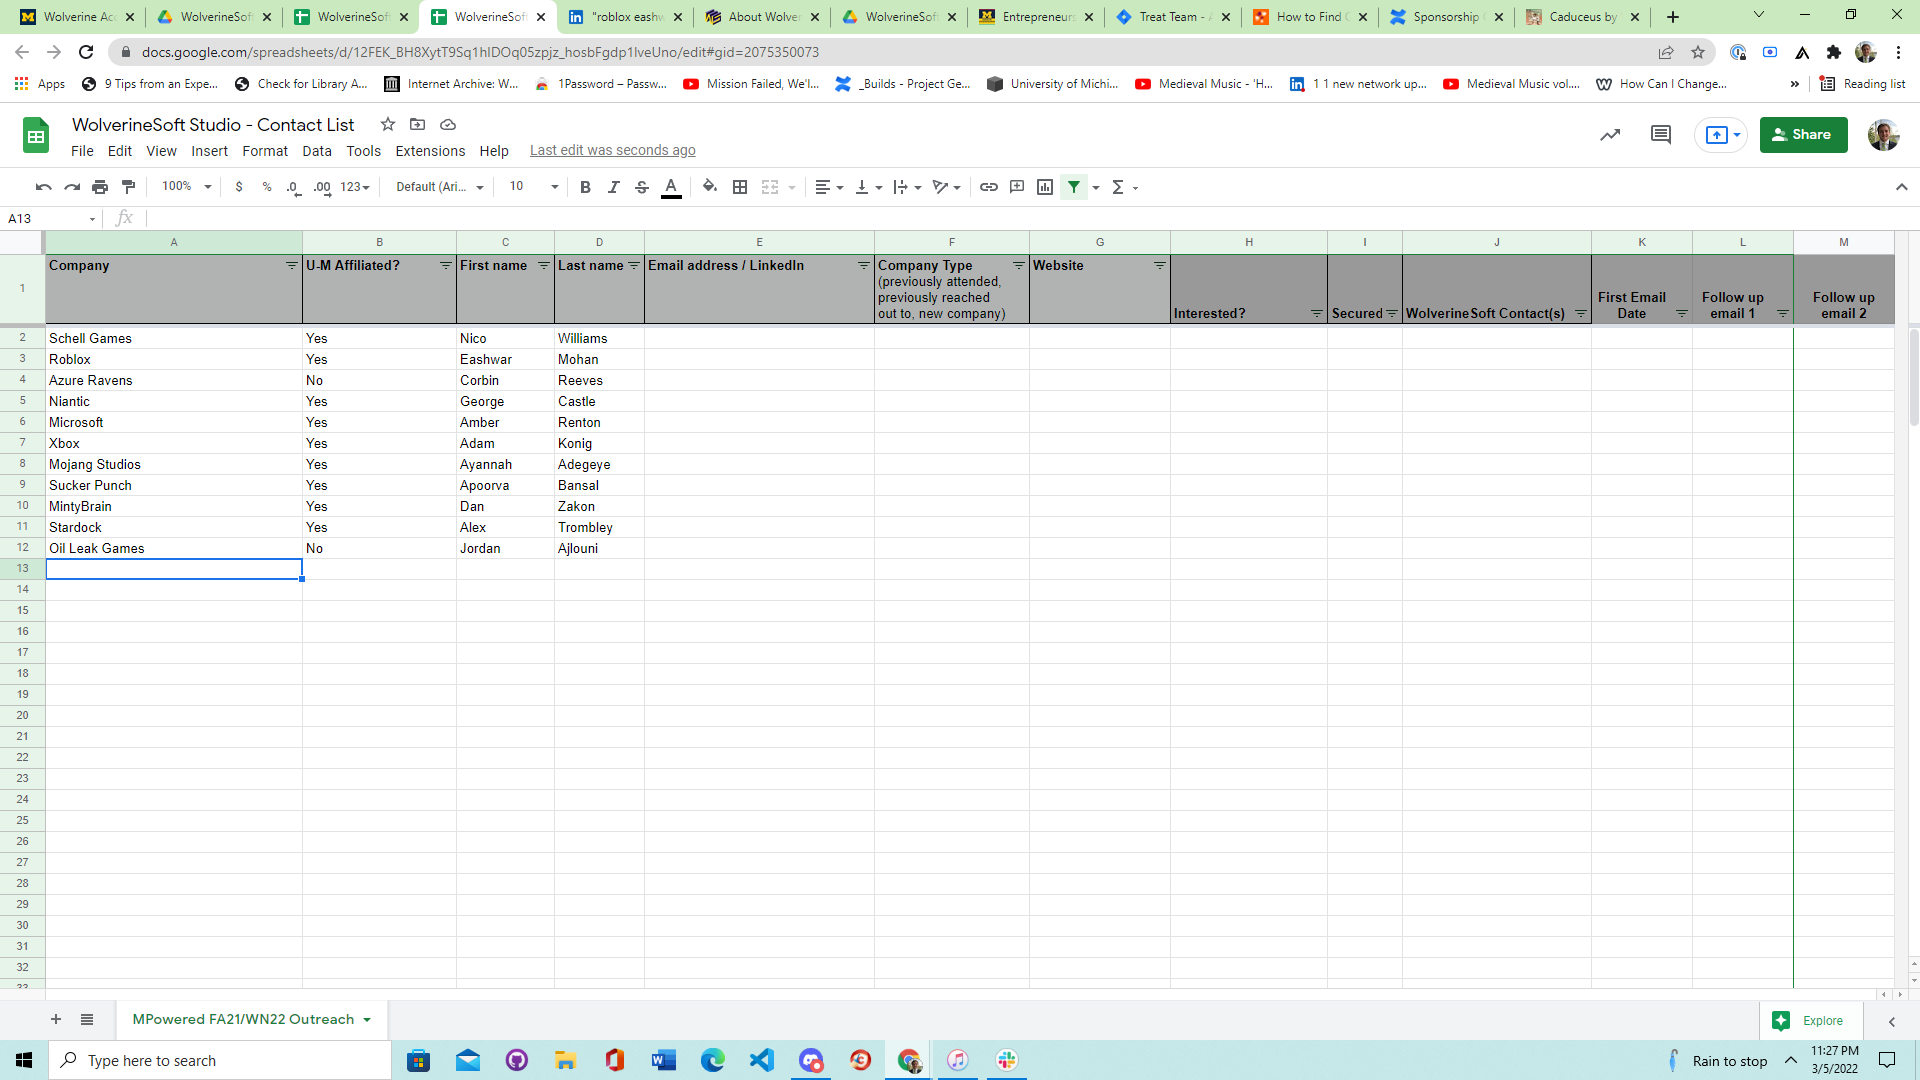 Wolverine Ac
WolverineSof
WolverineSof
WolverineSof
"roblox eashw
About Wolver
WolverineSof
Entrepreneurs
Treat Team - A
How to Find C
Sponsorship
Caduceus by
docs.google.com/spreadsheets/d/12FEK_BH8XytT9Sq1hIDOq05zpjz_hosbFgdp1IveUno/edit#gid=2075350073
Apps
9 Tips from an Expe...
Check for Library A...
Internet Archive: W...
1Password – Passw...
Mission Failed, We'l...
_Builds - Project Ge...
University of Michi...
Medieval Music - 'H...
1 1 new network up...
Medieval Music vol....
How Can I Change...
»
Reading list
WolverineSoft Studio - Contact List
File Edit View Insert Format Data Tools Extensions Help Last edit was seconds ago
Share
100% $ % .0 .00 123 Default (Ari... 10 B I S A Σ
A13 fx
A B C D E F G H I J K L M
1
Company
U-M Affiliated?
First name
Last name
Email address / LinkedIn
Company Type
(previously attended,
previously reached
out to, new company)
Website
Interested?
Secured
WolverineSoft Contact(s)
First Email
Date
Follow up
email 1
Follow up
email 2
2 Schell Games Yes Nico Williams
3 Roblox Yes Eashwar Mohan
4 Azure Ravens No Corbin Reeves
5 Niantic Yes George Castle
6 Microsoft Yes Amber Renton
7 Xbox Yes Adam Konig
8 Mojang Studios Yes Ayannah Adegeye
9 Sucker Punch Yes Apoorva Bansal
10 MintyBrain Yes Dan Zakon
11 Stardock Yes Alex Trombley
12 Oil Leak Games No Jordan Ajlouni
13
14
15
16
17
18
19
20
21
22
23
24
25
26
27
28
29
30
31
32
33
MPowered FA21/WN22 Outreach
Explore
Type here to search
Rain to stop
11:27 PM
3/5/2022